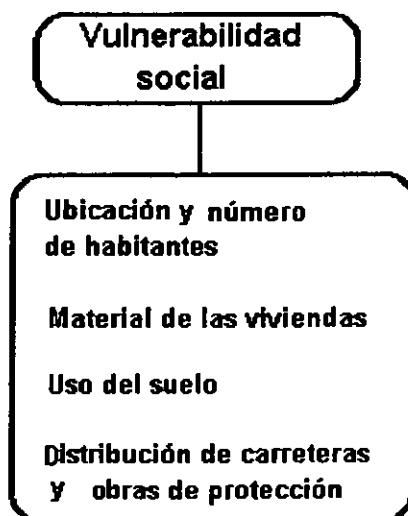 Vulnerabilidad
social
Ubicación y número
de habitantes
Material de las viviendas
Uso del suelo
Distribución de carreteras
y obras de protección